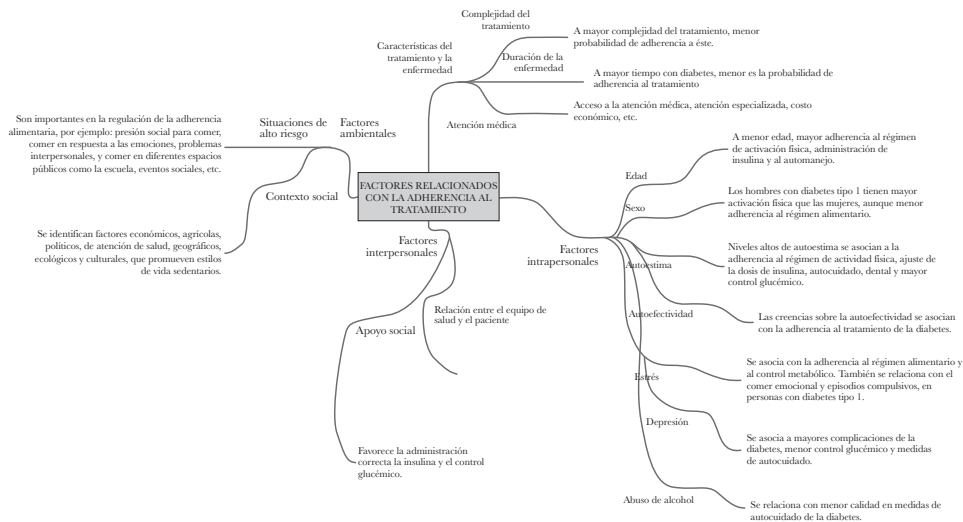 FACTORES RELACIONADOS
CON LA ADHERENCIA AL
TRATAMIENTO
Características del
tratamiento y la
enfermedad
Complejidad del
tratamiento
A mayor complejidad del tratamiento, menor
probabilidad de adherencia a éste.
Duración de la
enfermedad
A mayor tiempo con diabetes, menor es la probabilidad de
adherencia al tratamiento
Atención médica
Acceso a la atención médica, atención especializada, costo
económico, etc.
Factores
ambientales
Situaciones de
alto riesgo
Son importantes en la regulación de la adherencia
alimentaria, por ejemplo: presión social para comer,
comer en respuesta a las emociones, problemas
interpersonales, y comer en diferentes espacios
públicos como la escuela, eventos sociales, etc.
Contexto social
Se identifican factores económicos, agrícolas,
políticos, de atención de salud, geográficos,
ecológicos y culturales, que promueven estilos
de vida sedentarios.
Factores
interpersonales
Relación entre el equipo de
salud y el paciente
Apoyo social
Favorece la administración
correcta la insulina y el control
glucémico.
Factores
intrapersonales
Edad
A menor edad, mayor adherencia al régimen
de activación física, administración de
insulina y al automanejo.
Sexo
Los hombres con diabetes tipo 1 tienen mayor
activación física que las mujeres, aunque menor
adherencia al régimen alimentario.
Autoestima
Niveles altos de autoestima se asocian a la
adherencia al régimen de actividad física, ajuste de
la dosis de insulina, autocuidado, dental y mayor
control glucémico.
Autoefectividad
Las creencias sobre la autoefectividad se asocian
con la adherencia al tratamiento de la diabetes.
Estrés
Se asocia con la adherencia al régimen alimentario y
al control metabólico. También se relaciona con el
comer emocional y episodios compulsivos, en
personas con diabetes tipo 1.
Depresión
Se asocia a mayores complicaciones de la
diabetes, menor control glucémico y medidas
de autocuidado.
Abuso de alcohol
Se relaciona con menor calidad en medidas de
autocuidado de la diabetes.